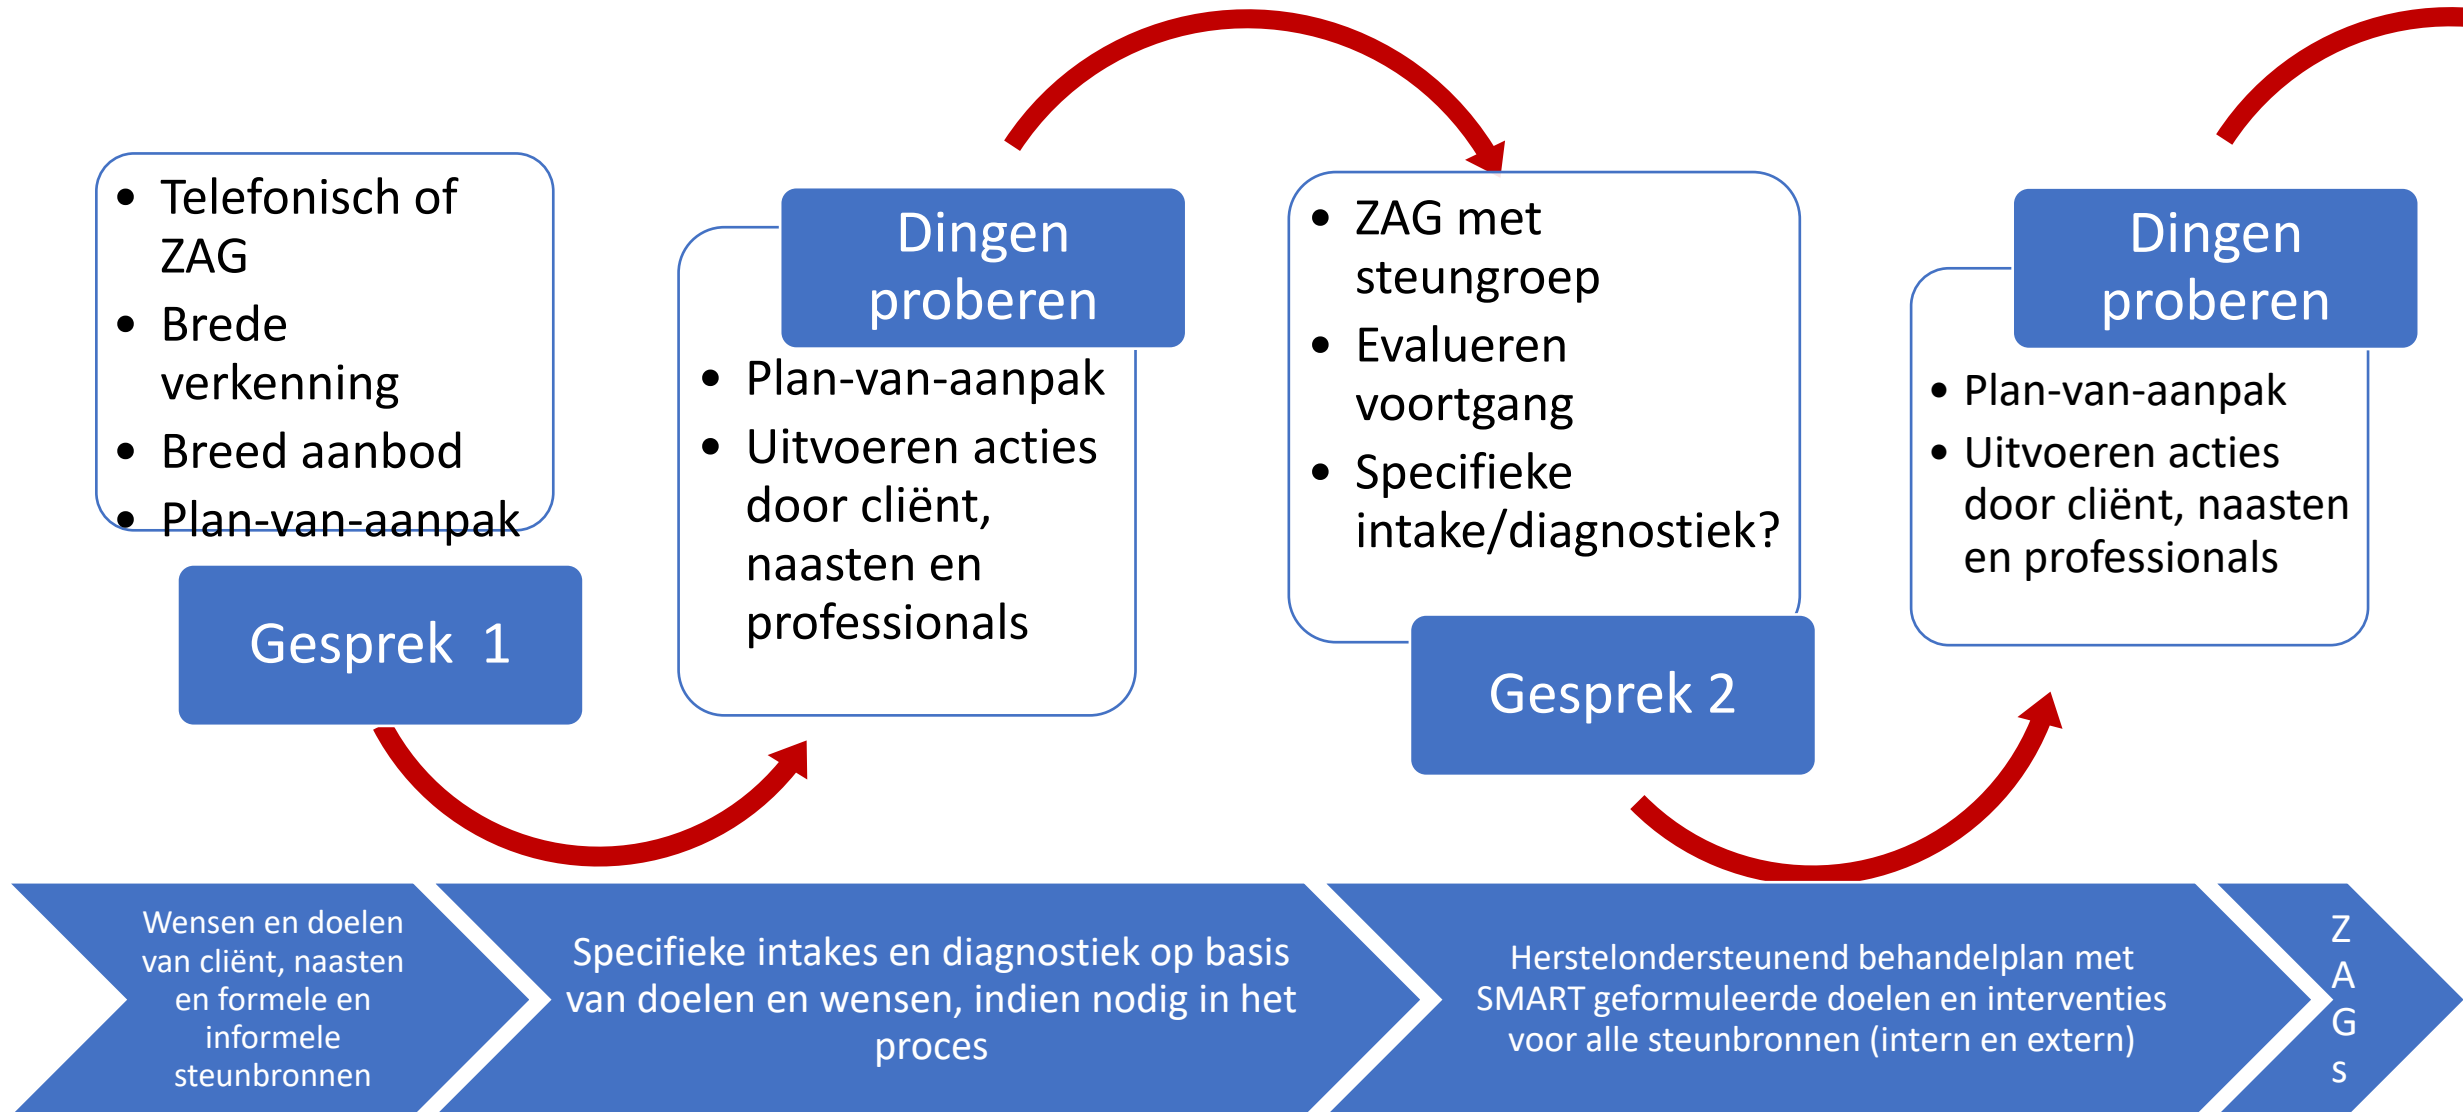 • Telefonisch of
ZAG
• Brede
verkenning
• Breed aanbod
• Plan-van-aanpak
Gesprek 1
Dingen
proberen
• Plan-van-aanpak
• Uitvoeren acties
door cliënt,
naasten en
professionals
• ZAG met
steungroep
• Evalueren
voortgang
• Specifieke
intake/diagnostiek?
Gesprek 2
Dingen
proberen
• Plan-van-aanpak
• Uitvoeren acties
door cliënt, naasten
en professionals
Wensen en doelen
van cliënt, naasten
en formele en
informele
steunbronnen
Specifieke intakes en diagnostiek op basis
van doelen en wensen, indien nodig in het
proces
Herstelondersteunend behandelplan met
SMART geformuleerde doelen en interventies
voor alle steunbronnen (intern en extern)
Z
A
G
s